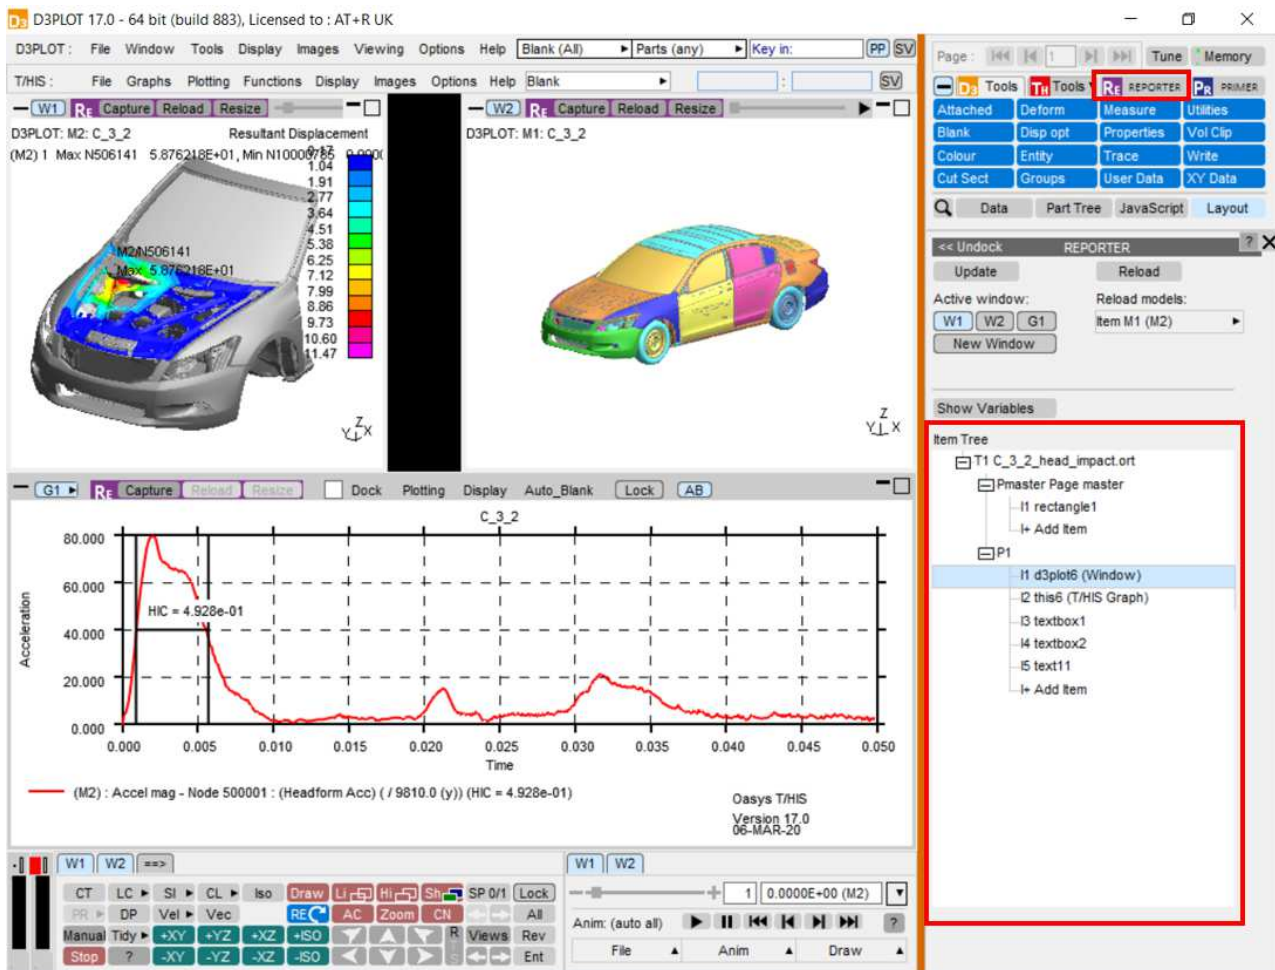 D3PLOT 17.0 - 64 bit (build 883), Licensed to : AT+R UK
D3PLOT : File Window Tools Display Images Viewing Options Help Blank (All) Parts (any) Key in: PP SV
T/HIS : File Graphs Plotting Functions Display Images Options Help Blank : SV
W1 RE Capture Reload Resize
D3PLOT: M2: C_3_2 Resultant Displacement
(M2) 1 Max N506141 5.876218E+01, Min N10000785
0.17
1.04
1.91
2.77
3.64
4.51
5.38
6.25
7.12
7.99
8.86
9.73
10.60
11.47
M2/N506141
Max 5.876218E+01
Z
Y X
W2 RE Capture Reload Resize
D3PLOT: M1: C_3_2
Z
Y X
G1 RE Capture Reload Resize Dock Plotting Display Auto_Blank Lock AB
C_3_2
80.000
60.000
40.000
20.000
0.000
Acceleration
HIC = 4.928e-01
0.000 0.005 0.010 0.015 0.020 0.025 0.030 0.035 0.040 0.045 0.050
Time
(M2) : Accel mag - Node 500001 : (Headform Acc) ( / 9810.0 (y)) (HIC = 4.928e-01)
Oasys T/HIS
Version 17.0
06-MAR-20
W1 W2 ==>
CT LC SI CL Iso Draw Li Hi Sh SP 0/1 Lock
PR DP Vel Vec RE AC Zoom CN All
Manual Tidy +XY +YZ +XZ +ISO R Views Rev
Stop ? -XY -YZ -XZ -ISO S Ent
W1 W2
1 0.0000E+00 (M2)
Anim: (auto all) ?
File Anim Draw
Page : 1 Tune Memory
D3 Tools TH Tools RE REPORTER PR PRIMER
Attached Deform Measure Utilities
Blank Disp opt Properties Vol Clip
Colour Entity Trace Write
Cut Sect Groups User Data XY Data
Data Part Tree JavaScript Layout
<< Undock REPORTER ? X
Update Reload
Active window: Reload models:
W1 W2 G1 Item M1 (M2)
New Window
Show Variables
Item Tree
T1 C_3_2_head_impact.ort
Pmaster Page master
I1 rectangle1
I+ Add Item
P1
I1 d3plot6 (Window)
I2 this6 (T/HIS Graph)
I3 textbox1
I4 textbox2
I5 text11
I+ Add Item